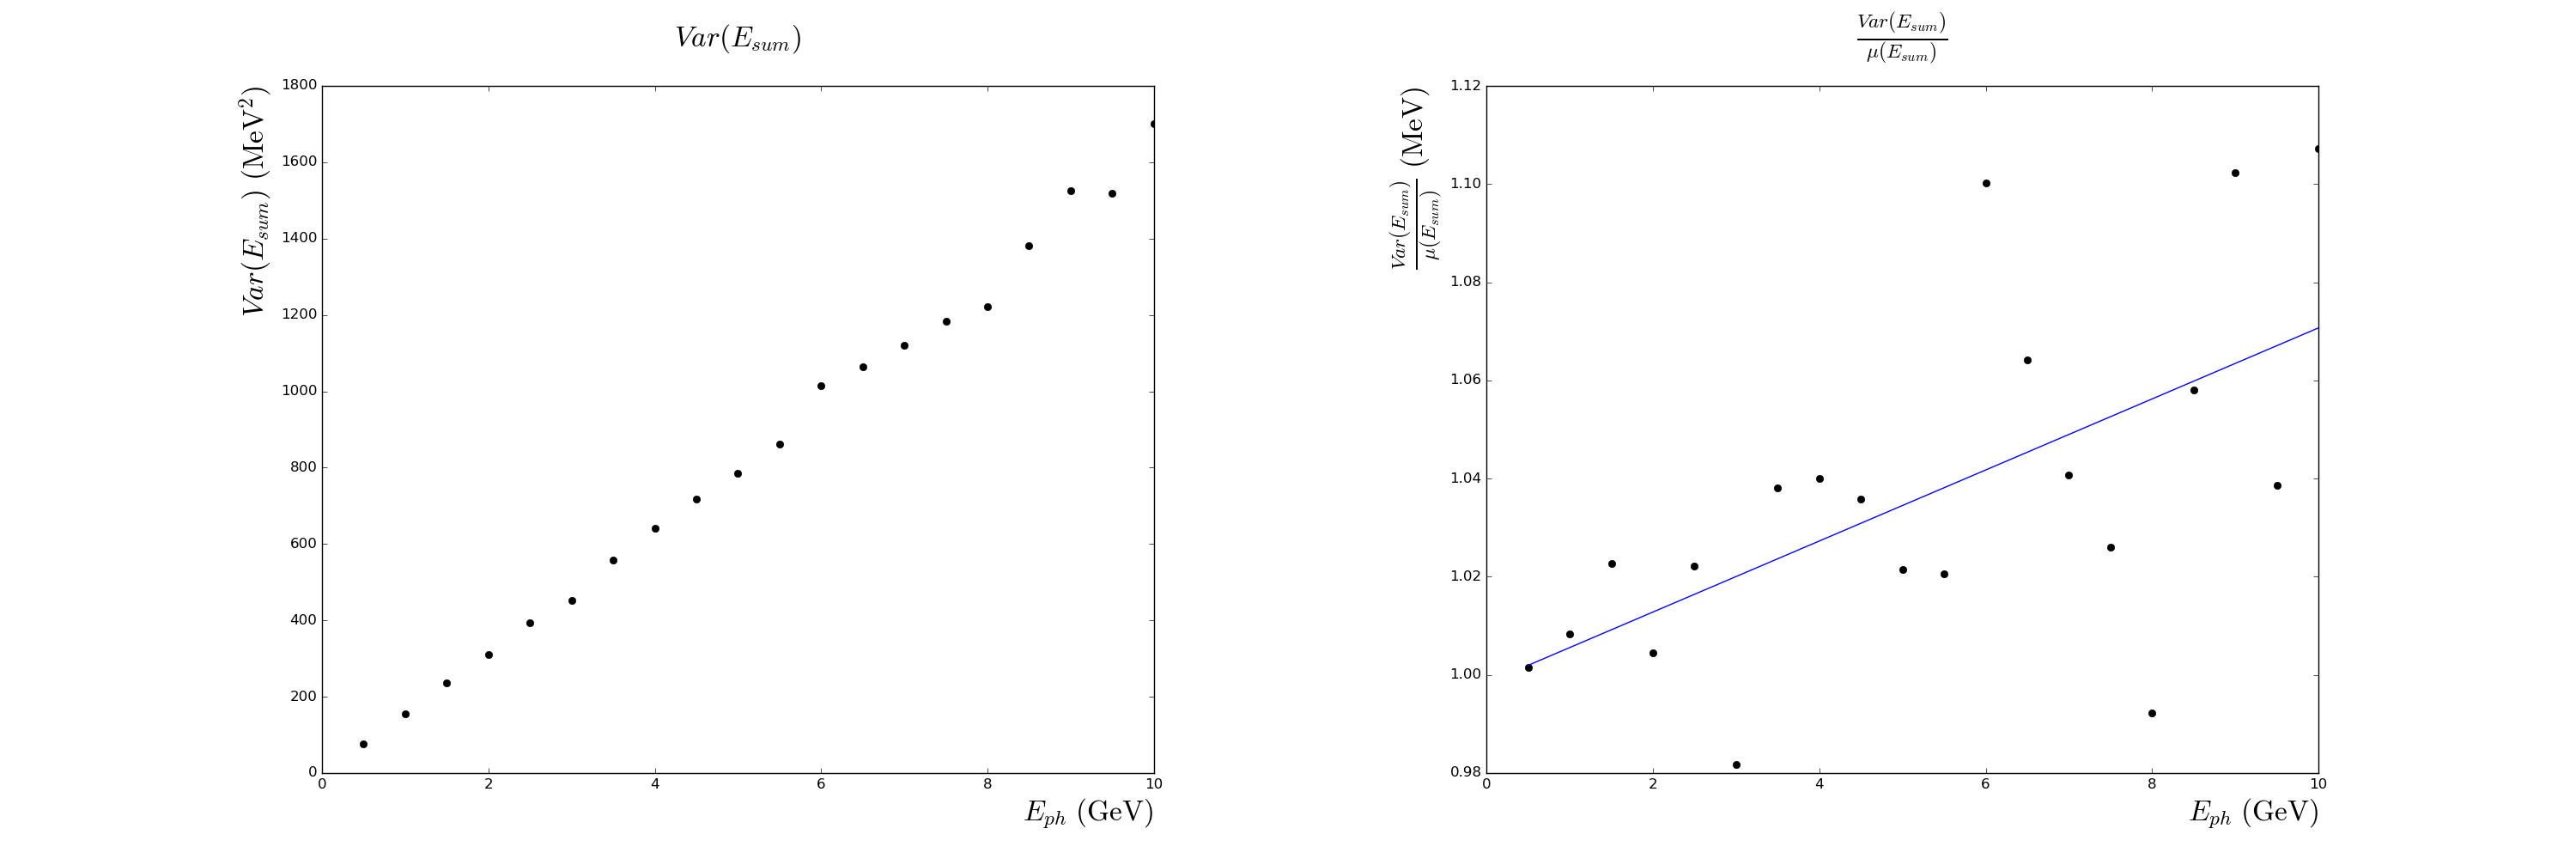 Var(E_sum)
Var(E_sum) (MeV²)
1800
1600
1400
1200
1000
800
600
400
200
0
0 2 4 6 8 10
E_ph (GeV)
Var(E_sum)
μ(E_sum)
Var(E_sum)
μ(E_sum)
(MeV)
1.12
1.10
1.08
1.06
1.04
1.02
1.00
0.98
0 2 4 6 8 10
E_ph (GeV)